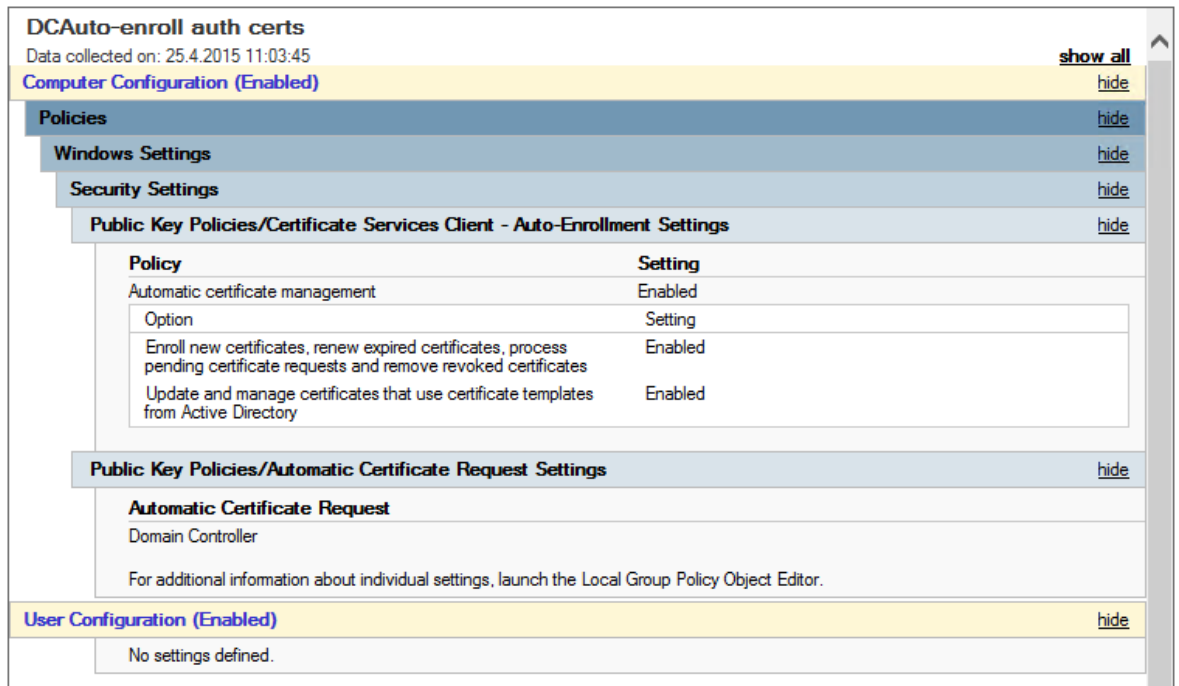 DCAuto-enroll auth certs
Data collected on: 25.4.2015 11:03:45 show all
Computer Configuration (Enabled) hide
Policies hide
Windows Settings hide
Security Settings hide
Public Key Policies/Certificate Services Client - Auto-Enrollment Settings hide
Policy Setting
Automatic certificate management Enabled
Option Setting
Enroll new certificates, renew expired certificates, process Enabled
pending certificate requests and remove revoked certificates
Update and manage certificates that use certificate templates Enabled
from Active Directory
Public Key Policies/Automatic Certificate Request Settings hide
Automatic Certificate Request
Domain Controller
For additional information about individual settings, launch the Local Group Policy Object Editor.
User Configuration (Enabled) hide
No settings defined.